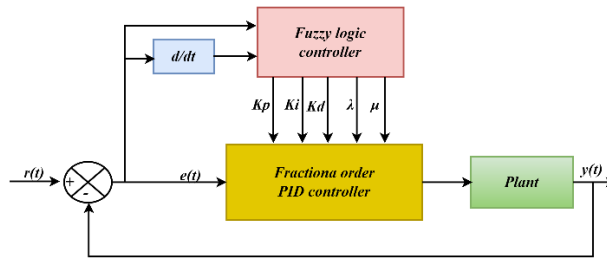 Fuzzy logic
controller
d/dt
Kp Ki Kd λ μ
r(t)
+
-
e(t)
Fractiona order
PID controller
Plant
y(t)